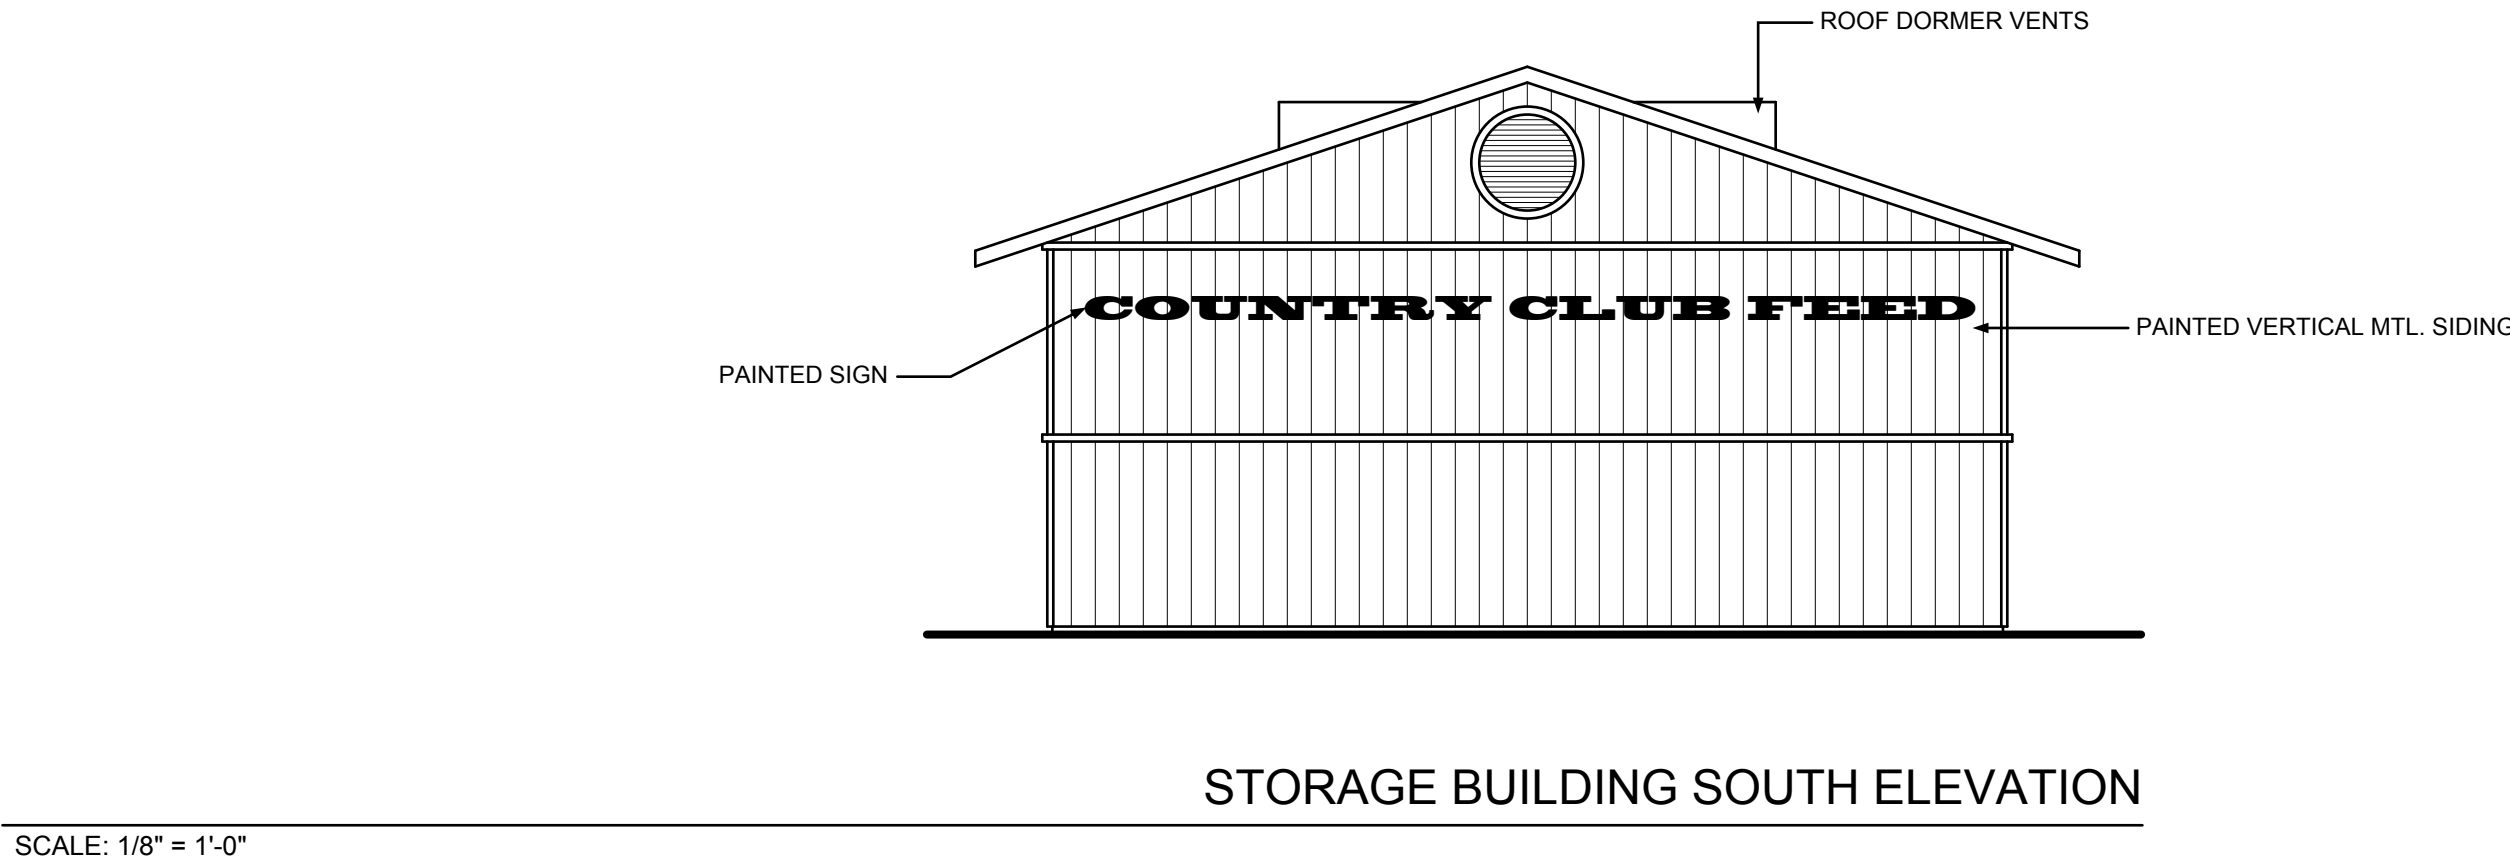 ROOF DORMER VENTS
COUNTRY CLUB FEED
PAINTED VERTICAL MTL. SIDING
PAINTED SIGN
STORAGE BUILDING SOUTH ELEVATION
SCALE: 1/8" = 1'-0"